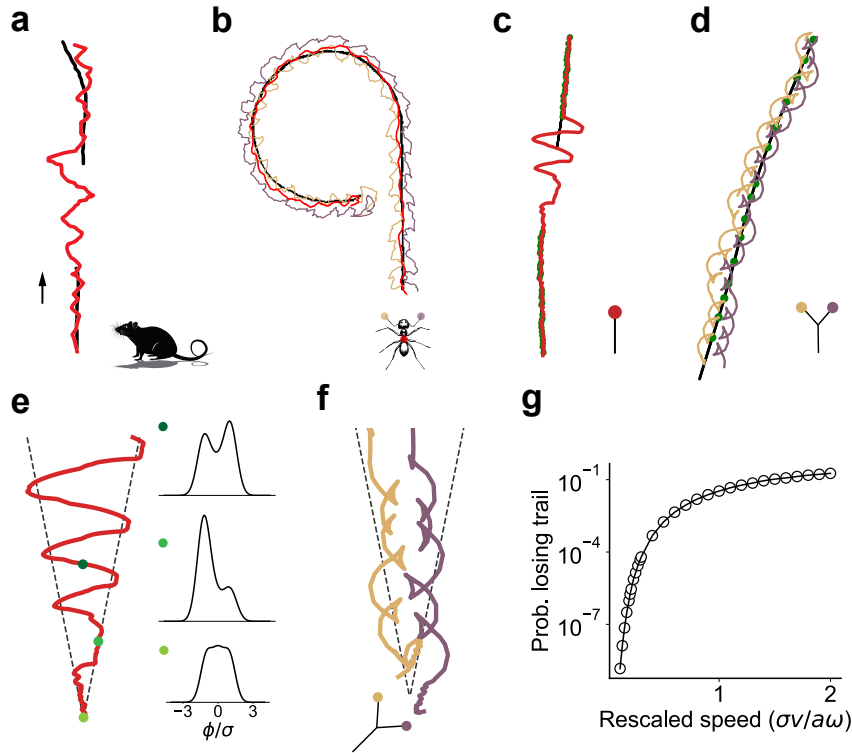 a
b
c
d
e
f
g
−3 0 3
ϕ/σ
Prob. losing trail
10⁻¹
10⁻⁴
10⁻⁷
1 2
Rescaled speed (σv/aω)